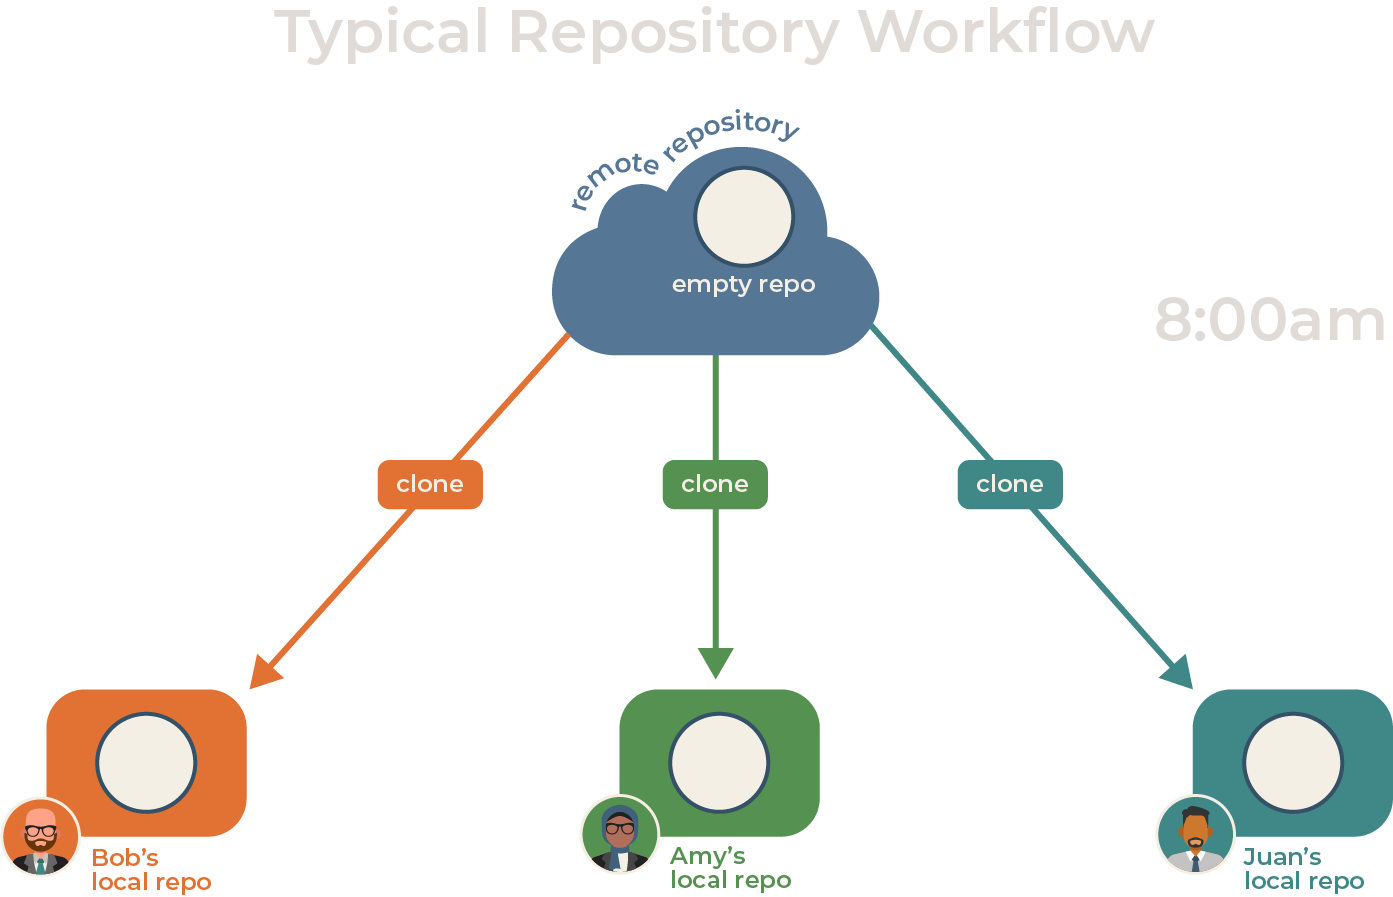 Typical Repository Workflow
remote repository
empty repo
8:00am
clone
clone
clone
Bob’s
local repo
Amy’s
local repo
Juan’s
local repo